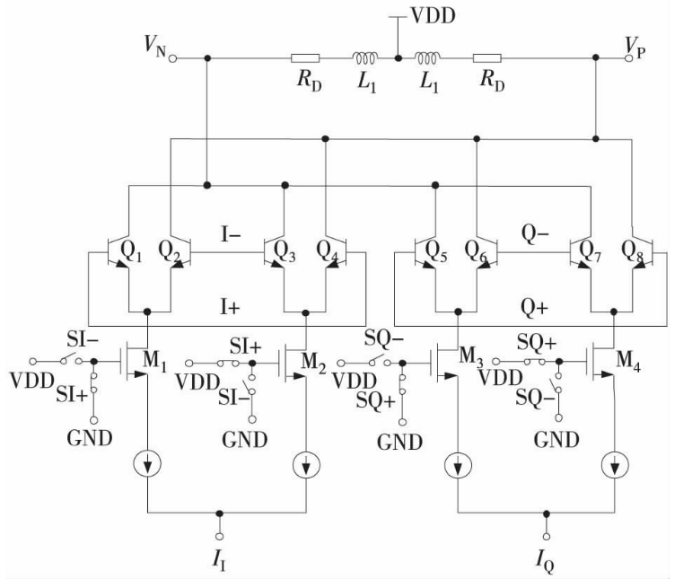 VDD
V_N V_P
R_D L_1 L_1 R_D
Q_1 Q_2 I- Q_3 Q_4 Q_5 Q_6 Q- Q_7 Q_8
I+ Q+
SI- M_1 SI+ M_2 SQ- M_3 SQ+ M_4
VDD VDD VDD VDD
SI+ SI- SQ+ SQ-
GND GND GND GND
I_I I_Q